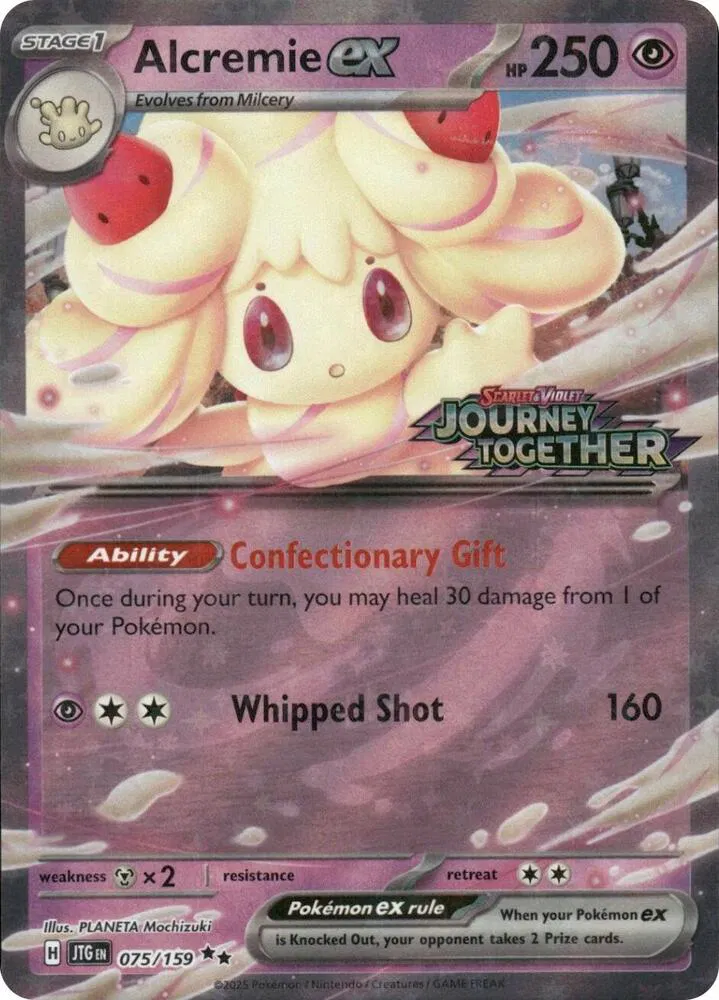 STAGE1
Alcremie ex
HP 250
Evolves from Milcery
SCARLET & VIOLET
JOURNEY
TOGETHER
Ability Confectionary Gift
Once during your turn, you may heal 30 damage from 1 of
your Pokémon.
Whipped Shot 160
weakness ×2 resistance retreat
Illus. PLANETA Mochizuki
Pokémon ex rule When your Pokémon ex
is Knocked Out, your opponent takes 2 Prize cards.
H JTG EN 075/159
©2025 Pokémon / Nintendo / Creatures / GAME FREAK